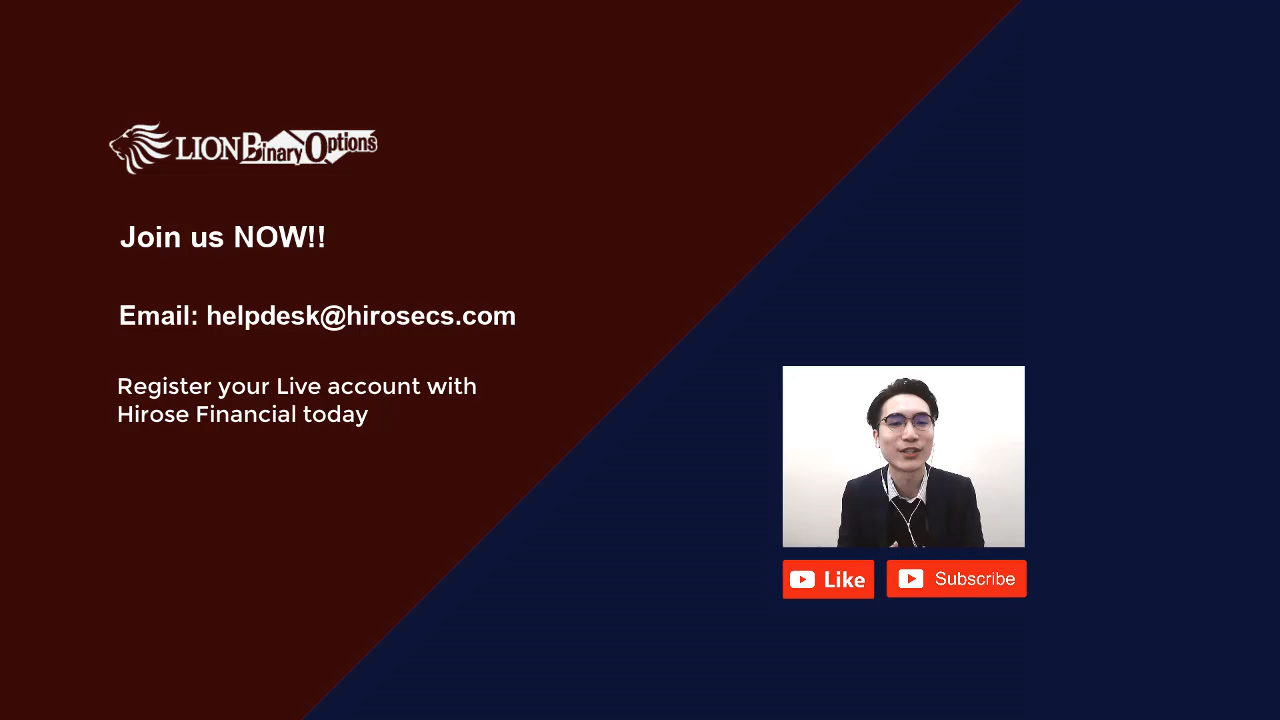 LION Binary Options
Join us NOW!!
Email: helpdesk@hirosecs.com
Register your Live account with
Hirose Financial today
Like
Subscribe